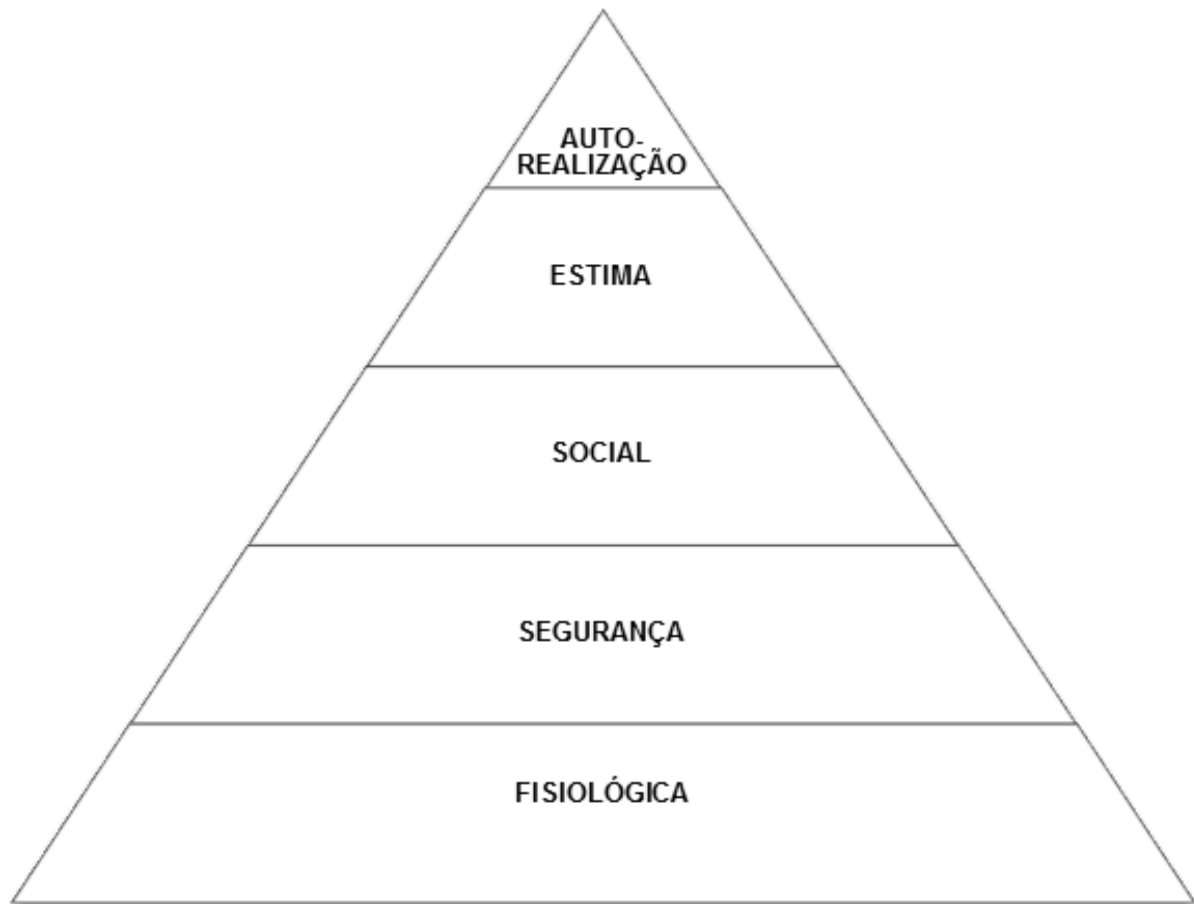 AUTO-
REALIZAÇÃO
ESTIMA
SOCIAL
SEGURANÇA
FISIOLÓGICA